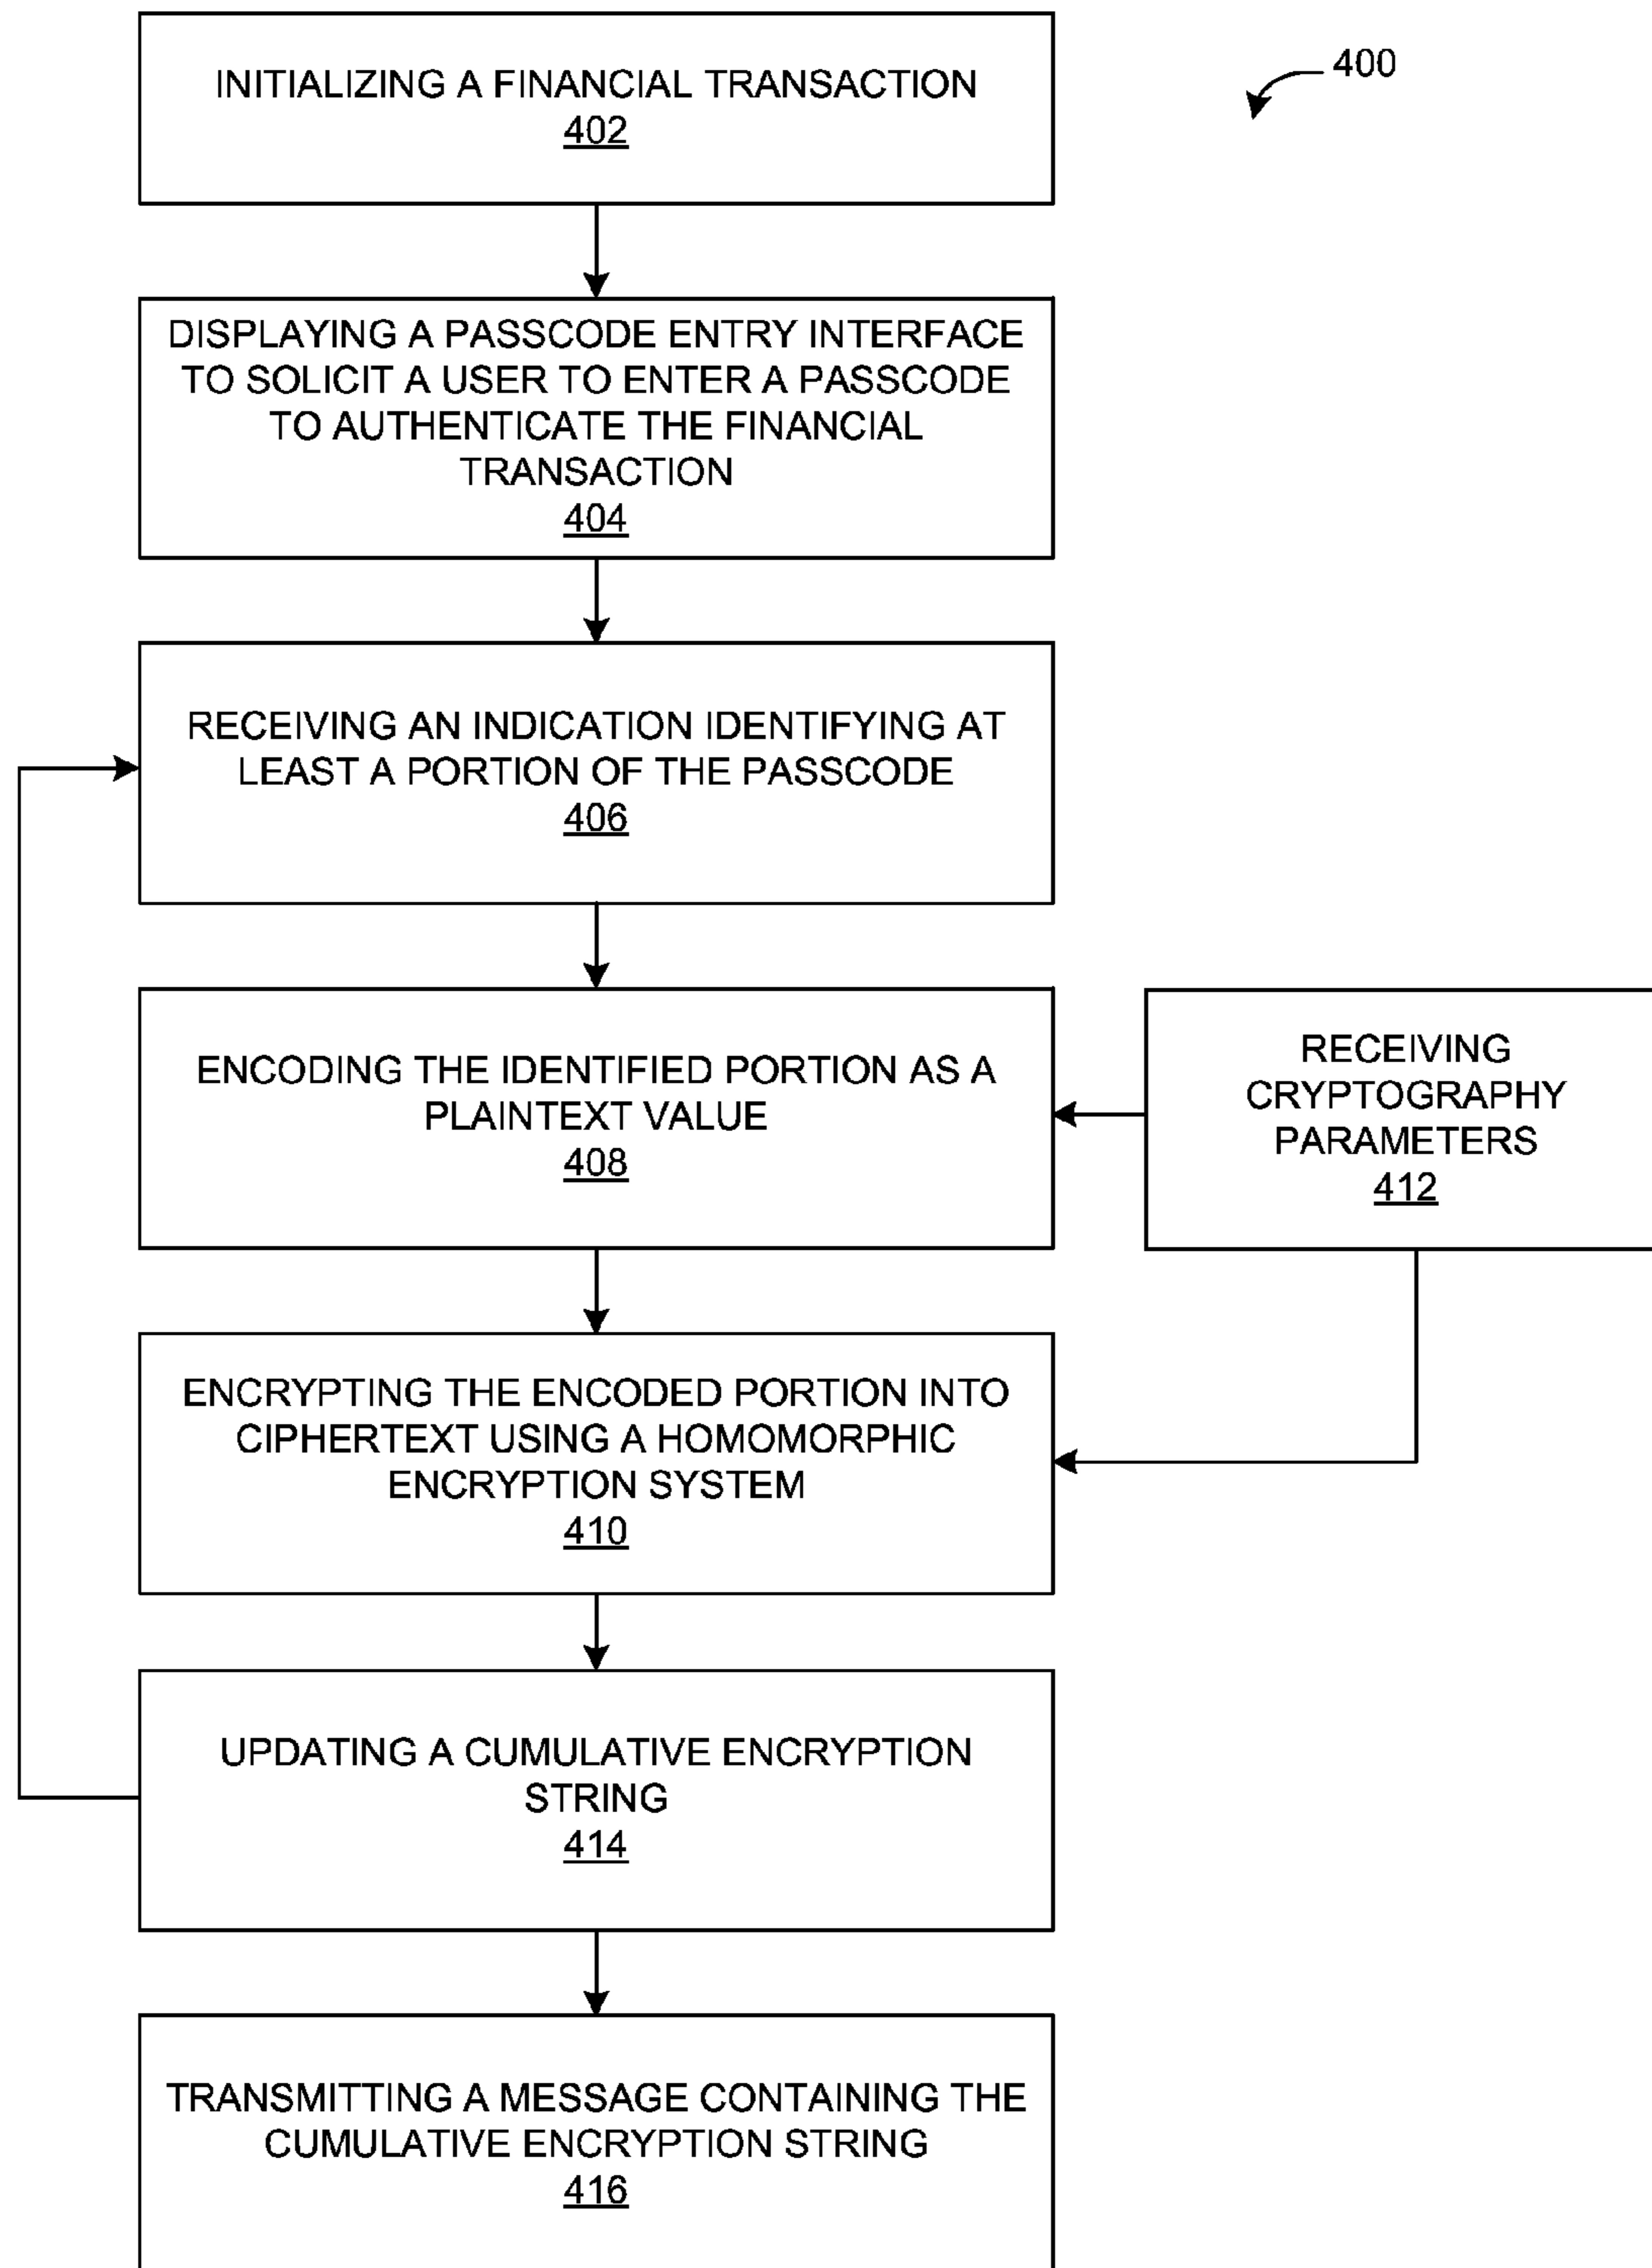 400
INITIALIZING A FINANCIAL TRANSACTION
402
DISPLAYING A PASSCODE ENTRY INTERFACE
TO SOLICIT A USER TO ENTER A PASSCODE
TO AUTHENTICATE THE FINANCIAL
TRANSACTION
404
RECEIVING AN INDICATION IDENTIFYING AT
LEAST A PORTION OF THE PASSCODE
406
ENCODING THE IDENTIFIED PORTION AS A
PLAINTEXT VALUE
408
RECEIVING
CRYPTOGRAPHY
PARAMETERS
412
ENCRYPTING THE ENCODED PORTION INTO
CIPHERTEXT USING A HOMOMORPHIC
ENCRYPTION SYSTEM
410
UPDATING A CUMULATIVE ENCRYPTION
STRING
414
TRANSMITTING A MESSAGE CONTAINING THE
CUMULATIVE ENCRYPTION STRING
416